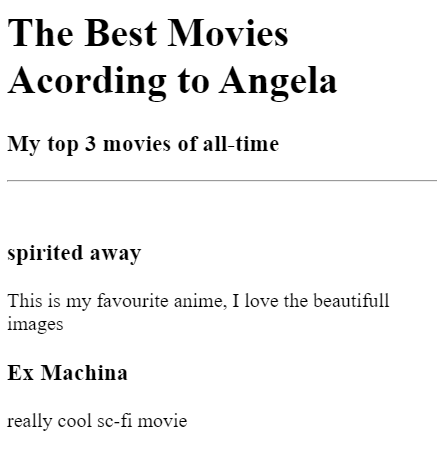 The Best Movies
Acording to Angela
My top 3 movies of all-time
spirited away
This is my favourite anime, I love the beautifull
images
Ex Machina
really cool sc-fi movie